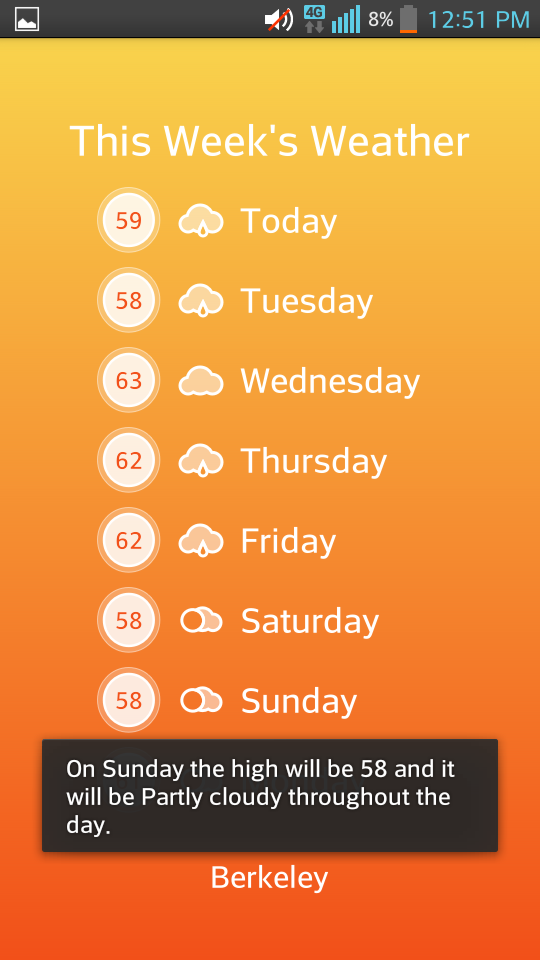 4G 8% 12:51 PM
This Week's Weather
59 Today
58 Tuesday
63 Wednesday
62 Thursday
62 Friday
58 Saturday
58 Sunday
On Sunday the high will be 58 and it
will be Partly cloudy throughout the
day.
Berkeley